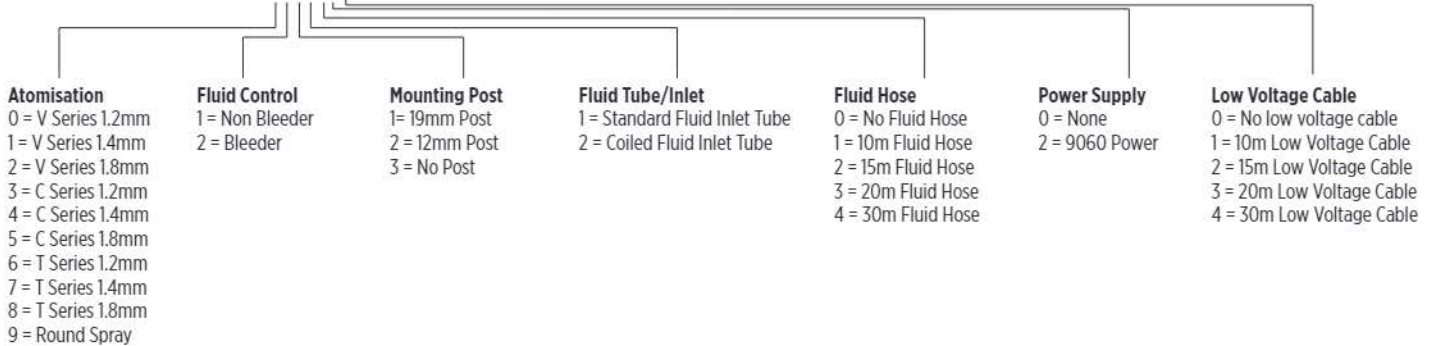 Atomisation
0 = V Series 1.2mm
1 = V Series 1.4mm
2 = V Series 1.8mm
3 = C Series 1.2mm
4 = C Series 1.4mm
5 = C Series 1.8mm
6 = T Series 1.2mm
7 = T Series 1.4mm
8 = T Series 1.8mm
9 = Round Spray
Fluid Control
1 = Non Bleeder
2 = Bleeder
Mounting Post
1= 19mm Post
2 = 12mm Post
3 = No Post
Fluid Tube/Inlet
1 = Standard Fluid Inlet Tube
2 = Coiled Fluid Inlet Tube
Fluid Hose
0 = No Fluid Hose
1 = 10m Fluid Hose
2 = 15m Fluid Hose
3 = 20m Fluid Hose
4 = 30m Fluid Hose
Power Supply
0 = None
2 = 9060 Power
Low Voltage Cable
0 = No low voltage cable
1 = 10m Low Voltage Cable
2 = 15m Low Voltage Cable
3 = 20m Low Voltage Cable
4 = 30m Low Voltage Cable